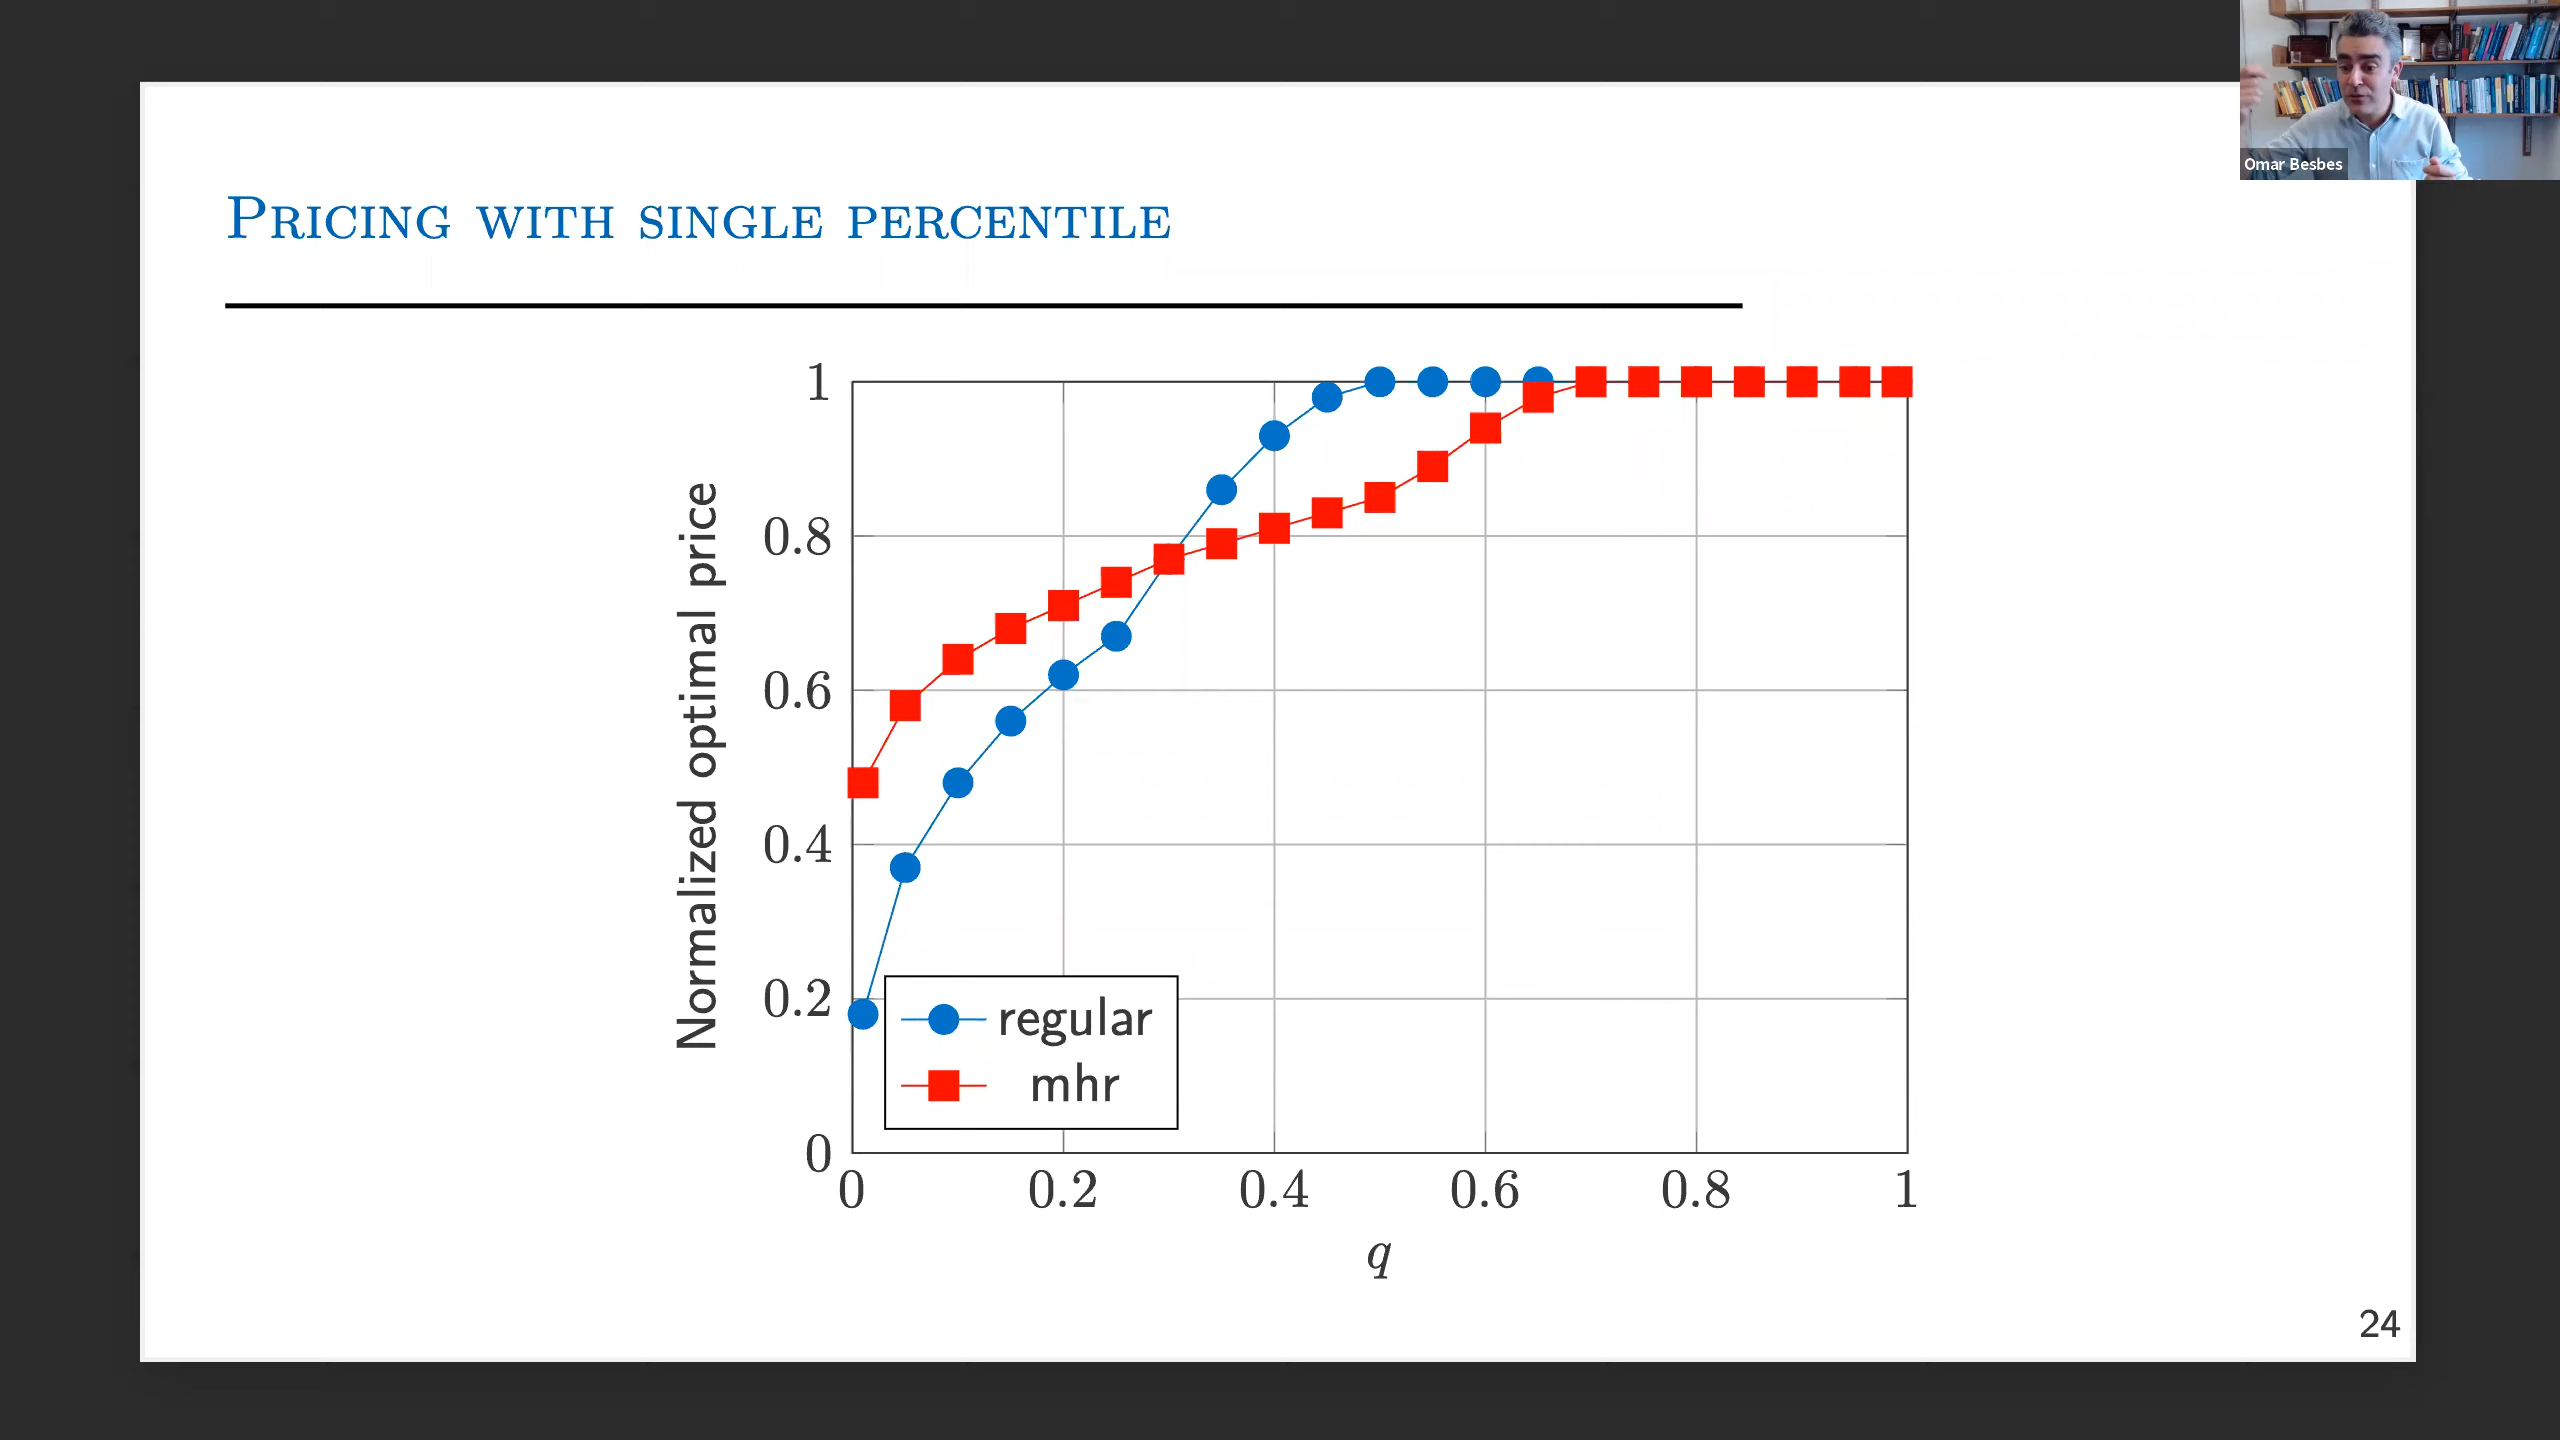 Omar Besbes
PRICING WITH SINGLE PERCENTILE
Normalized optimal price
1
0.8
0.6
0.4
0.2
0
regular
mhr
0 0.2 0.4 0.6 0.8 1
q
24